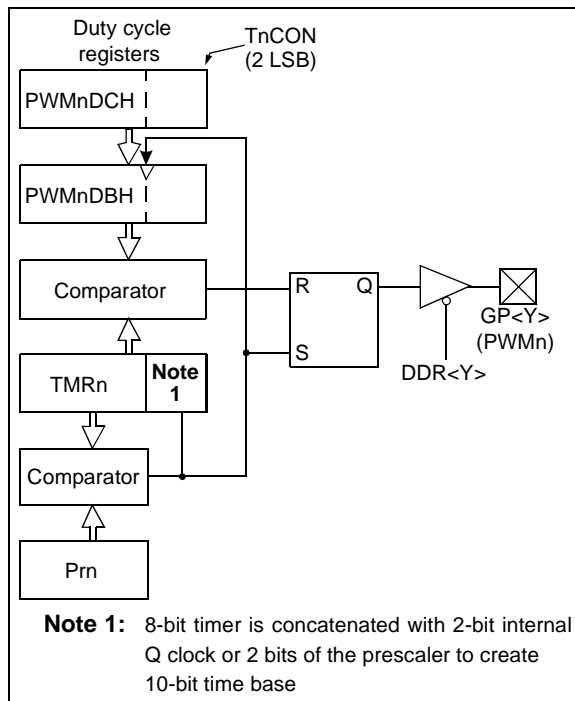 Duty cycle
registers
TnCON
(2 LSB)
PWMnDCH
PWMnDBH
Comparator
R
Q
S
GP<Y>
(PWMn)
DDR<Y>
TMRn
Note
1
Comparator
Prn
Note 1: 8-bit timer is concatenated with 2-bit internal
Q clock or 2 bits of the prescaler to create
10-bit time base